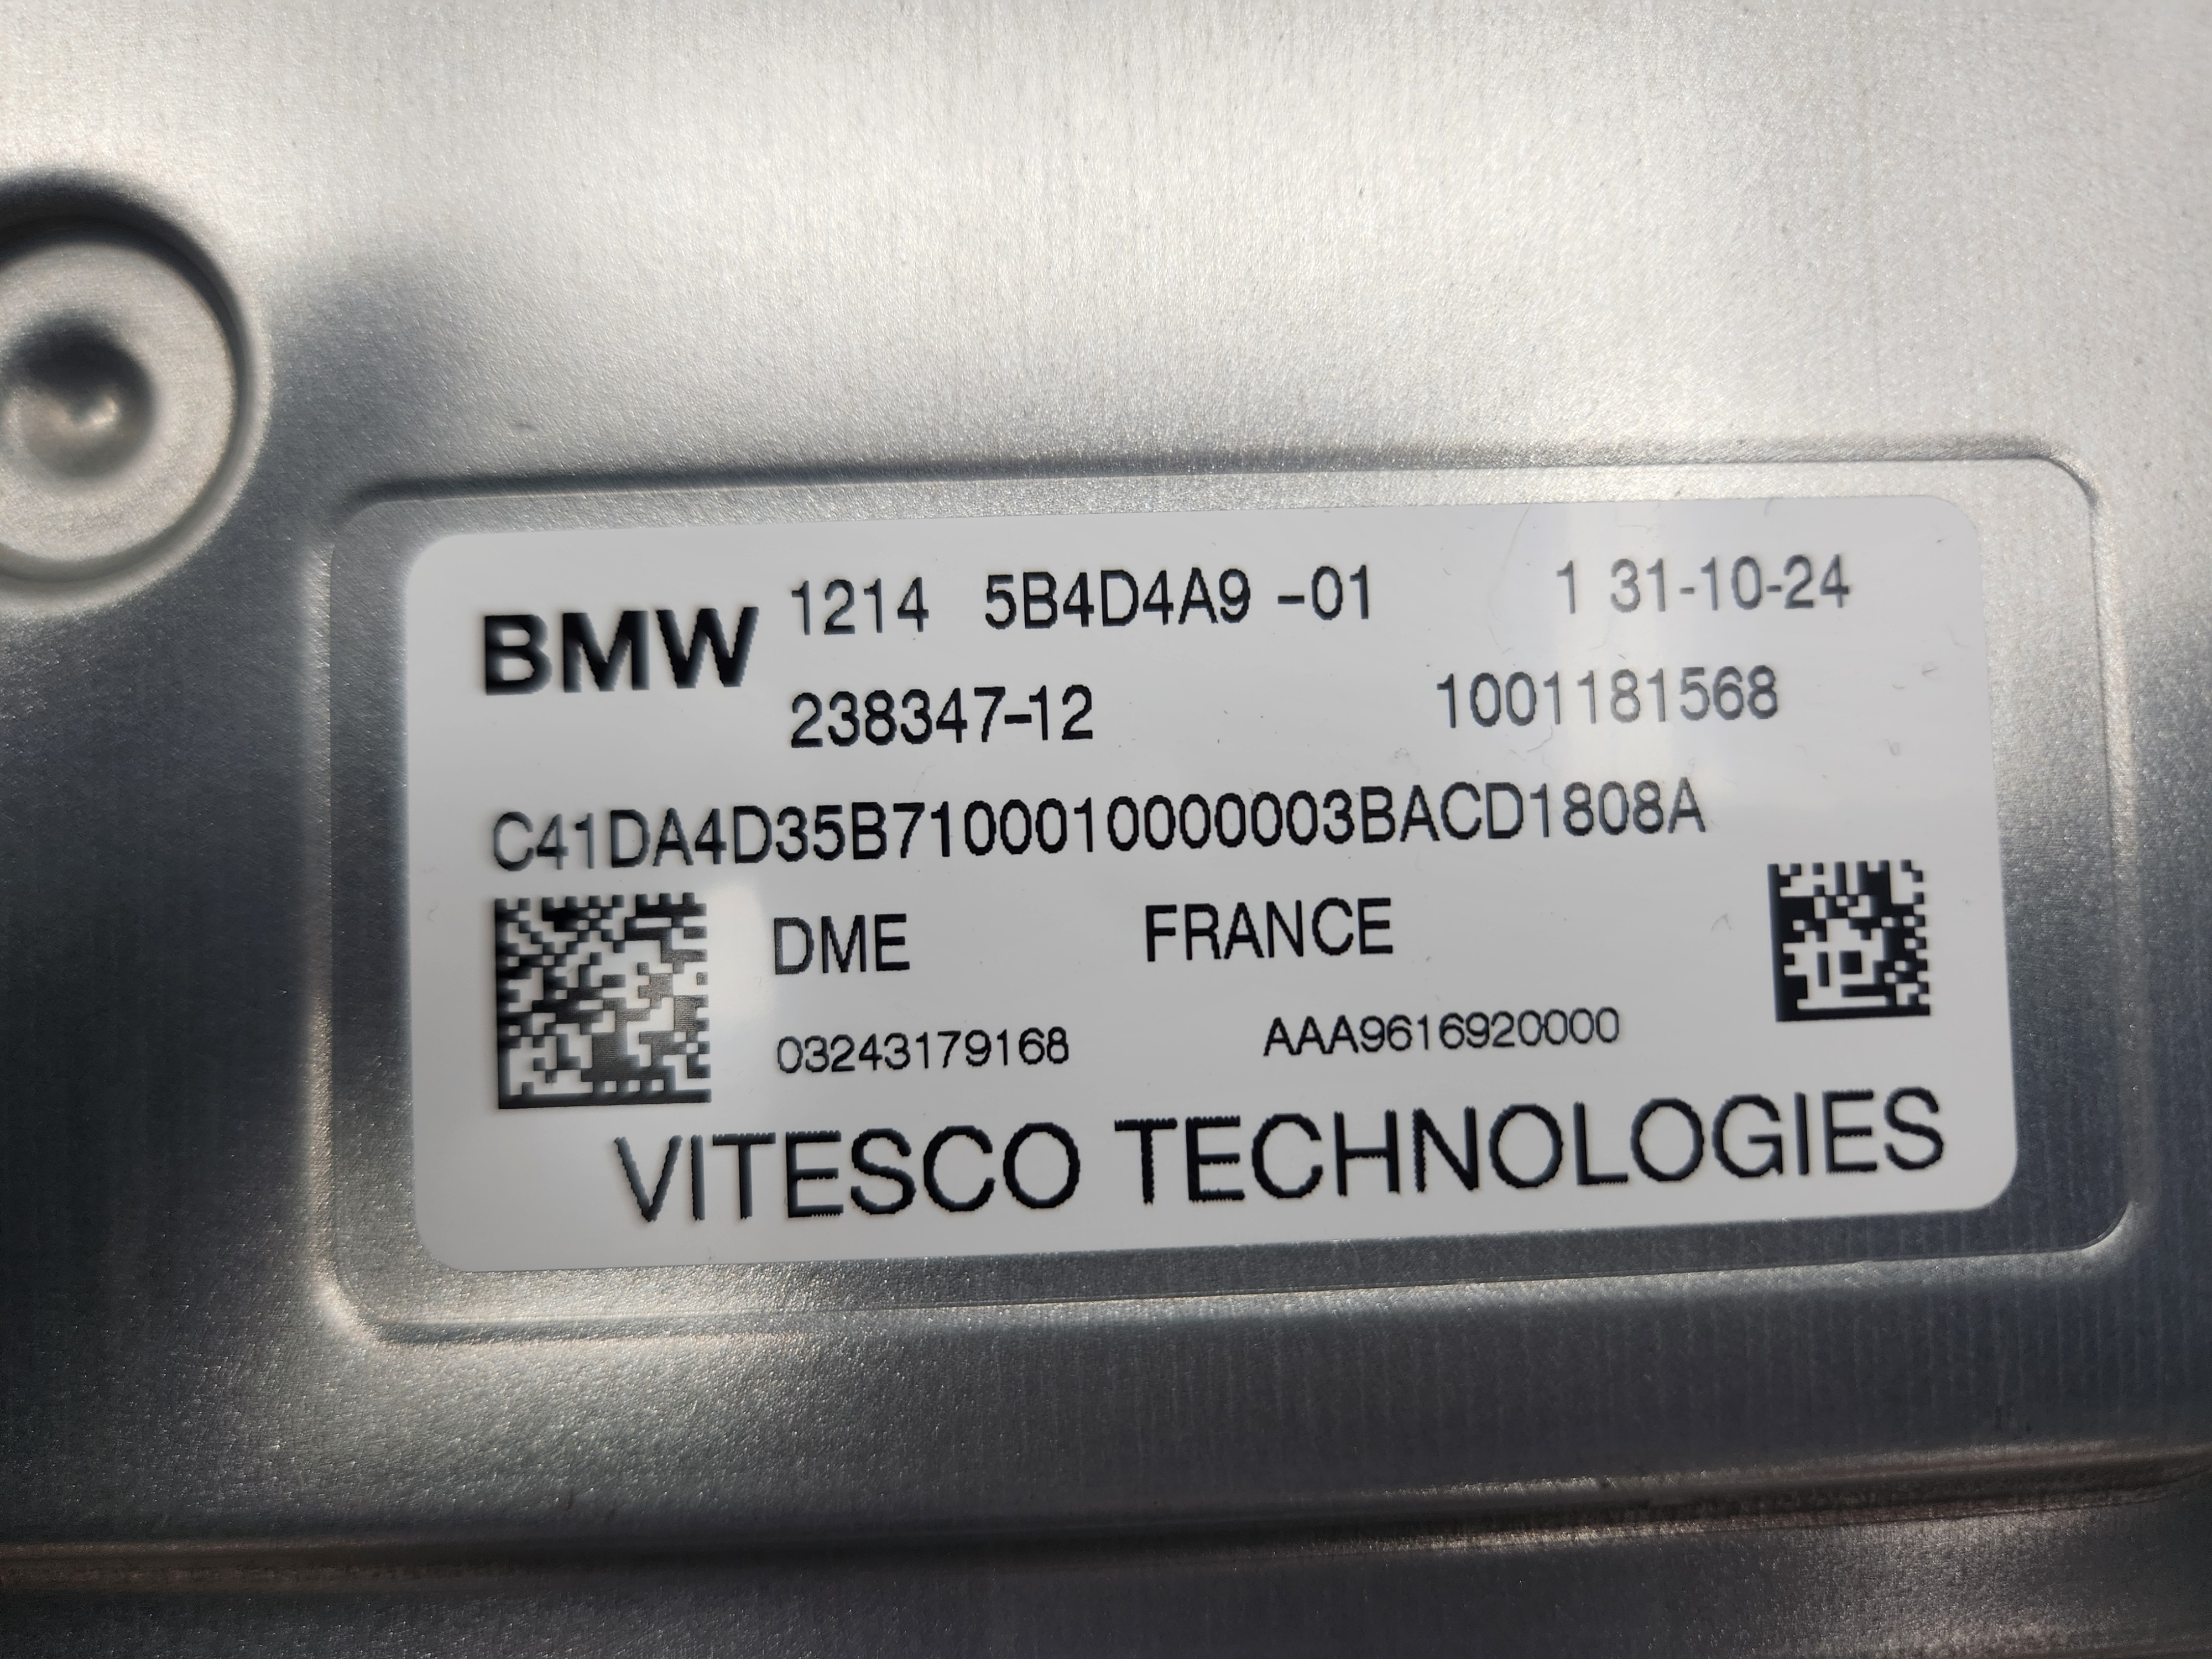 BMW 1214 5B4D4A9 -01 1 31-10-24
238347-12 1001181568
C41DA4D35B7100010000003BACD1808A
DME FRANCE
03243179168 AAA9616920000
VITESCO TECHNOLOGIES